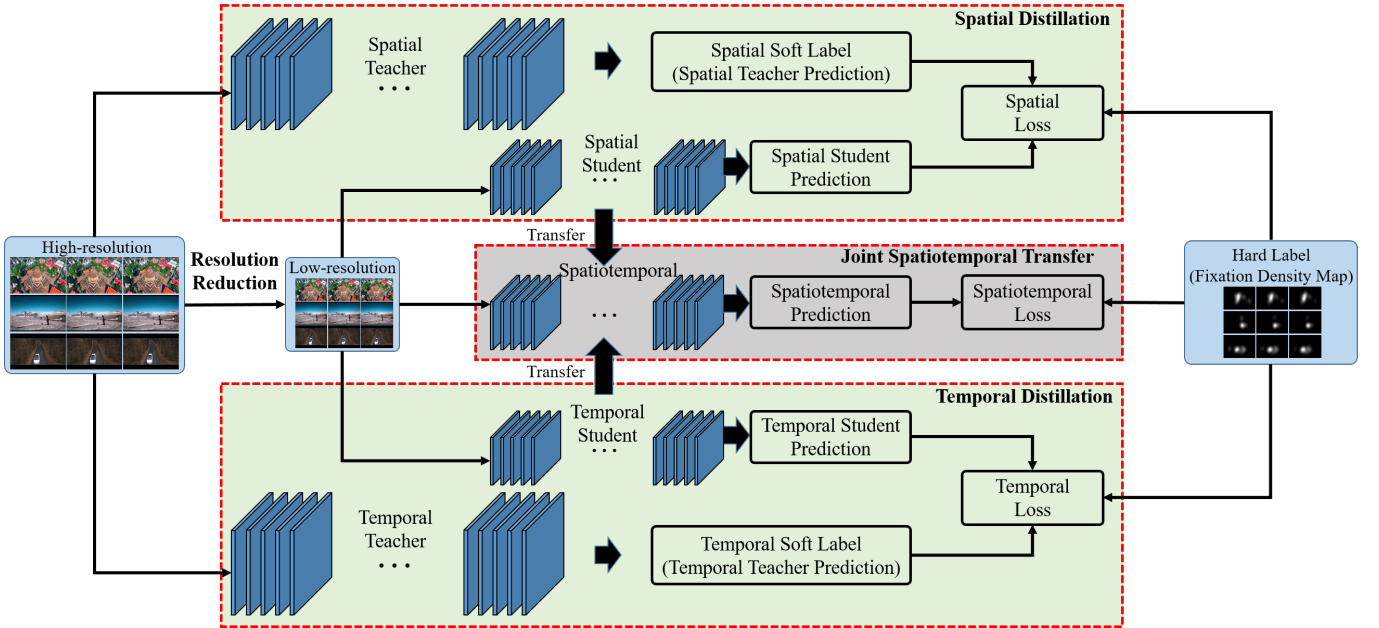 Spatial Distillation
Spatial
Teacher
...
Spatial Soft Label
(Spatial Teacher Prediction)
Spatial
Loss
Spatial
Student
...
Spatial Student
Prediction
Transfer
High-resolution
Resolution
Reduction
Low-resolution
Joint Spatiotemporal Transfer
Spatiotemporal
...
Spatiotemporal
Prediction
Spatiotemporal
Loss
Hard Label
(Fixation Density Map)
Transfer
Temporal Distillation
Temporal
Student
...
Temporal Student
Prediction
Temporal
Loss
Temporal
Teacher
...
Temporal Soft Label
(Temporal Teacher Prediction)